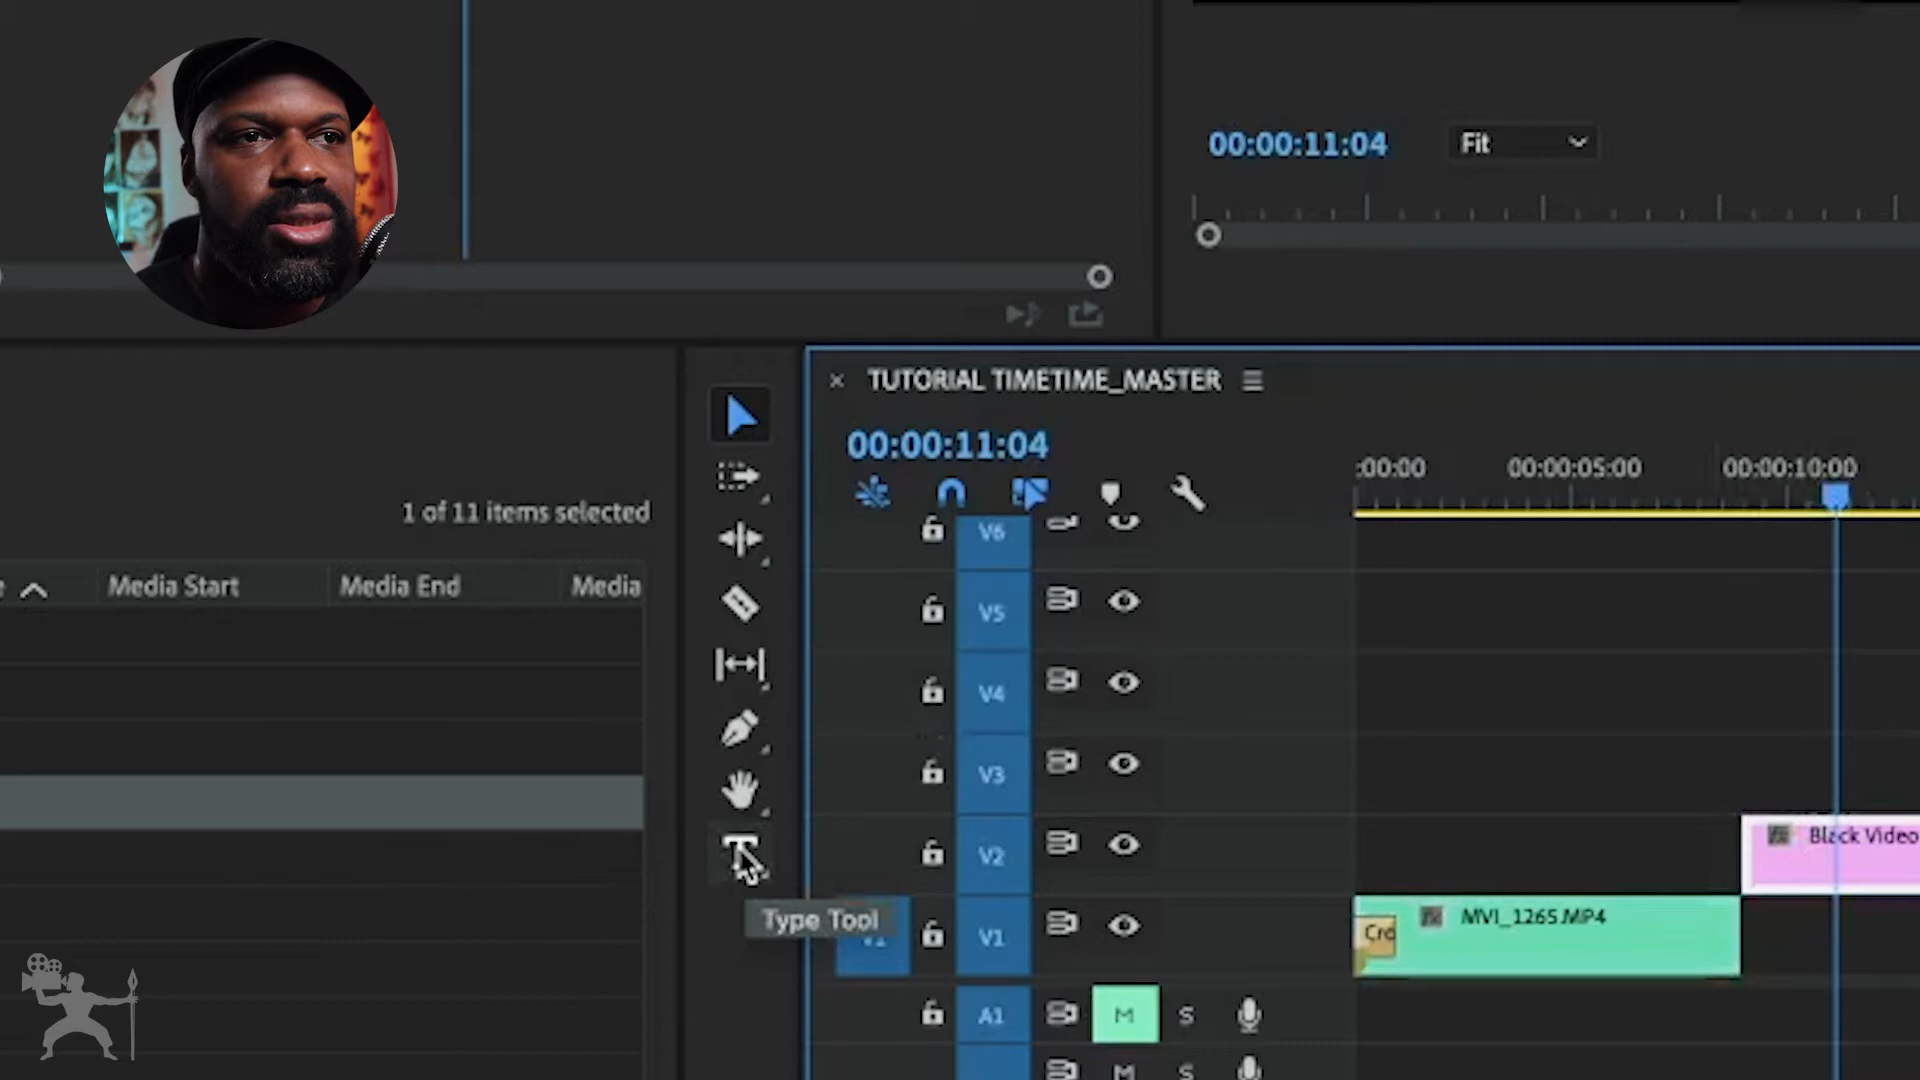 00:00:11:04
Fit
TUTORIAL TIMETIME_MASTER
00:00:11:04
:00:00
00:00:05:00
00:00:10:00
1 of 11 items selected
Media Start
Media End
Media
V6
V5
V4
V3
V2
Black Video
Type Tool
V1
MVI_1265.MP4
Cro
A1
M
S
M
S